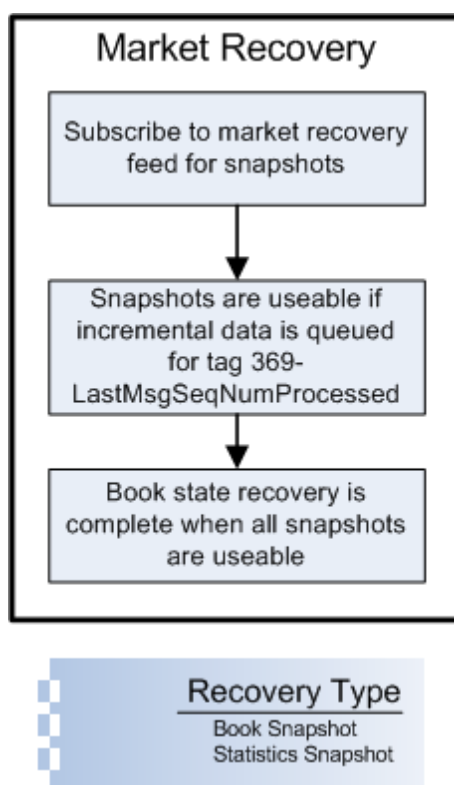 Market Recovery
Subscribe to market recovery
feed for snapshots
Snapshots are useable if
incremental data is queued
for tag 369-
LastMsgSeqNumProcessed
Book state recovery is
complete when all snapshots
are useable
Recovery Type
Book Snapshot
Statistics Snapshot